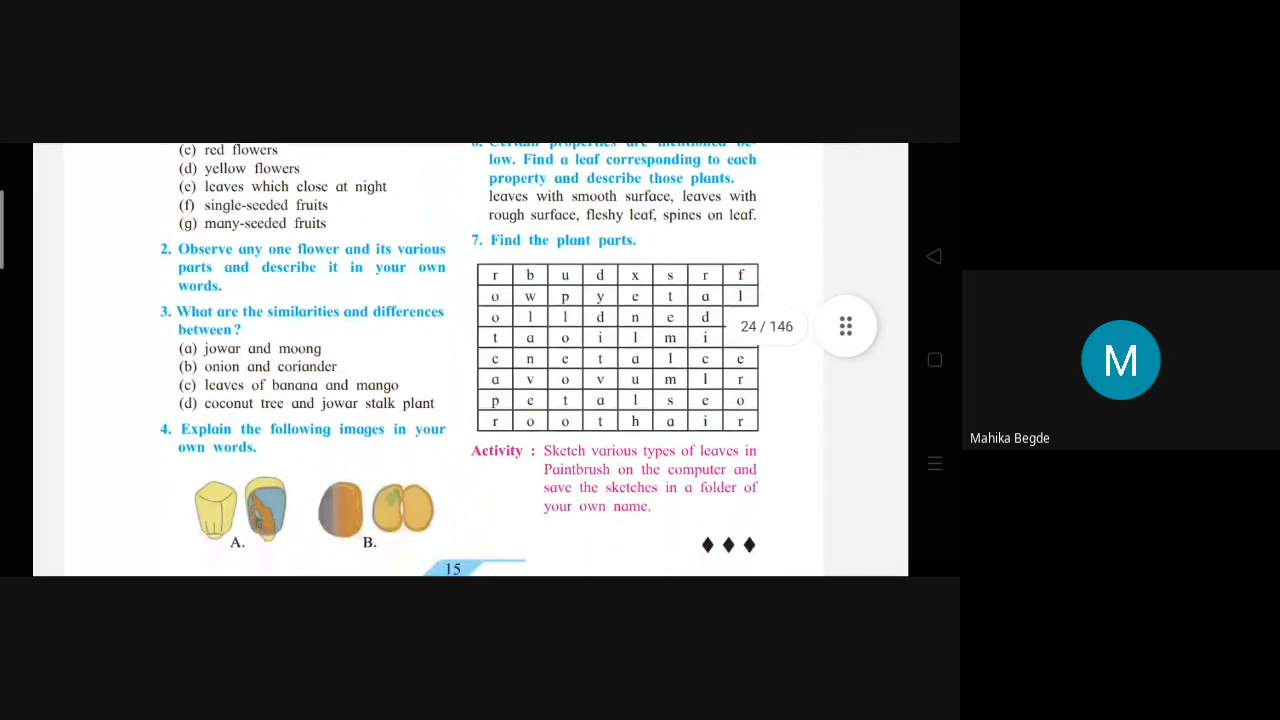 (c) red flowers
(d) yellow flowers
(e) leaves which close at night
(f) single-seeded fruits
(g) many-seeded fruits
2. Observe any one flower and its various
parts and describe it in your own
words.
3. What are the similarities and differences
between?
(a) jowar and moong
(b) onion and coriander
(c) leaves of banana and mango
(d) coconut tree and jowar stalk plant
4. Explain the following images in your
own words.
A. B.
6. Certain properties are mentioned be-
low. Find a leaf corresponding to each
property and describe those plants.
leaves with smooth surface, leaves with
rough surface, fleshy leaf, spines on leaf.
7. Find the plant parts.
r b u d x s r f
o w p y e t a l
o l l d n e d
t a o i l m i
c n e t a l c e
a v o v u m l r
p e t a l s e o
r o o t h a i r
Activity : Sketch various types of leaves in
Paintbrush on the computer and
save the sketches in a folder of
your own name.
15
24 / 146
M
Mahika Begde